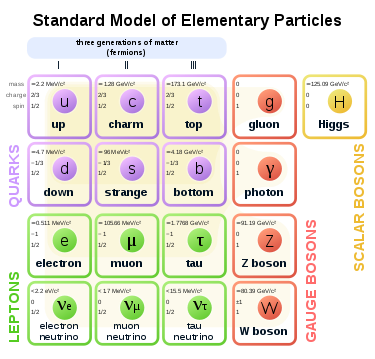 Standard Model of Elementary Particles
three generations of matter
(fermions)
I II III
mass
charge
spin
≃2.2 MeV/c²
2/3
1/2
u
up
≃1.28 GeV/c²
2/3
1/2
c
charm
≃173.1 GeV/c²
2/3
1/2
t
top
0
0
1
g
gluon
≃125.09 GeV/c²
0
0
H
Higgs
≃4.7 MeV/c²
−1/3
1/2
d
down
≃96 MeV/c²
−1/3
1/2
s
strange
≃4.18 GeV/c²
−1/3
1/2
b
bottom
0
0
1
γ
photon
≃0.511 MeV/c²
−1
1/2
e
electron
≃105.66 MeV/c²
−1
1/2
μ
muon
≃1.7768 GeV/c²
−1
1/2
τ
tau
≃91.19 GeV/c²
0
1
Z
Z boson
<2.2 eV/c²
0
1/2
νe
electron
neutrino
<1.7 MeV/c²
0
1/2
νμ
muon
neutrino
<15.5 MeV/c²
0
1/2
ντ
tau
neutrino
≃80.39 GeV/c²
±1
1
W
W boson
QUARKS
LEPTONS
GAUGE BOSONS
SCALAR BOSONS